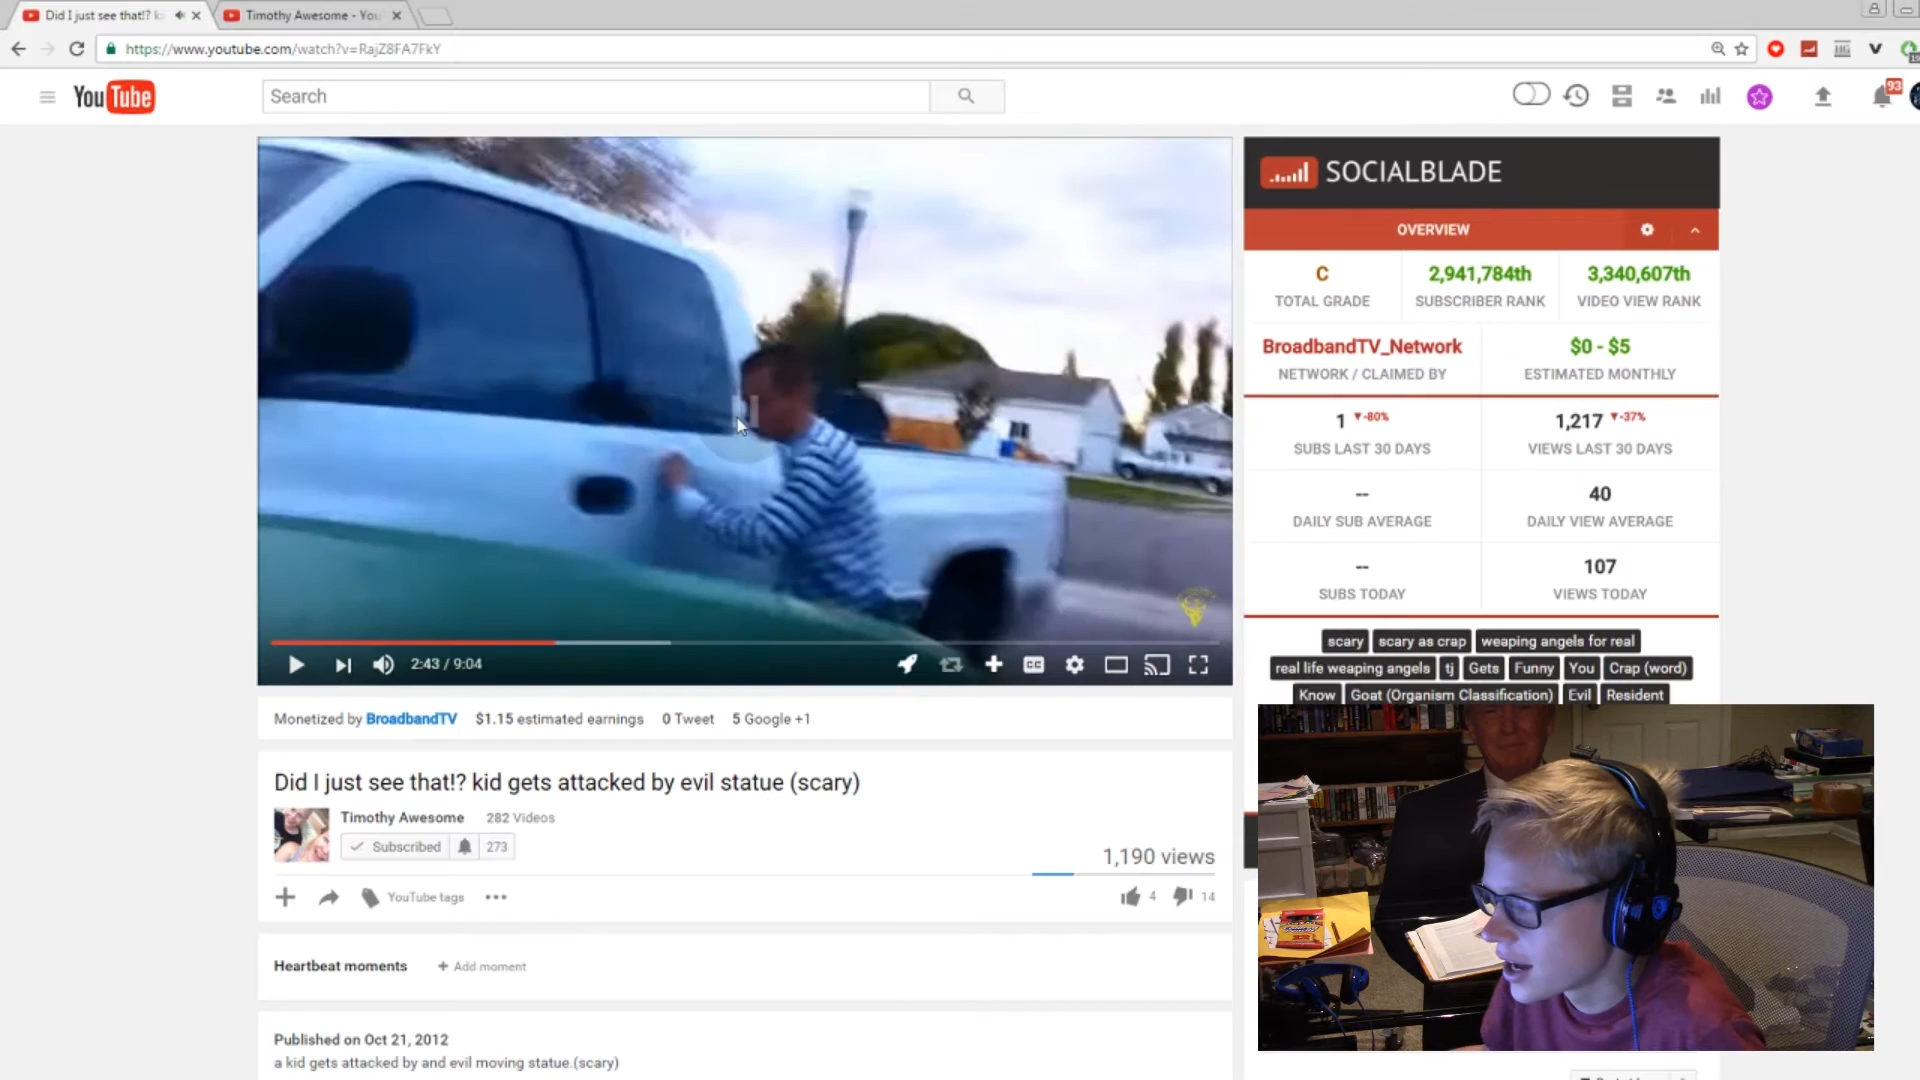 Did I just see that!? ki
Timothy Awesome - You
https://www.youtube.com/watch?v=RajZ8FA7FkY
YouTube
Search
93
SOCIALBLADE
OVERVIEW
C 2,941,784th 3,340,607th
TOTAL GRADE SUBSCRIBER RANK VIDEO VIEW RANK
BroadbandTV_Network $0 - $5
NETWORK / CLAIMED BY ESTIMATED MONTHLY
1 ▼-80% 1,217 ▼-37%
SUBS LAST 30 DAYS VIEWS LAST 30 DAYS
-- 40
DAILY SUB AVERAGE DAILY VIEW AVERAGE
-- 107
SUBS TODAY VIEWS TODAY
scary scary as crap weaping angels for real
real life weaping angels tj Gets Funny You Crap (word)
Know Goat (Organism Classification) Evil Resident
2:43 / 9:04
CC
Monetized by BroadbandTV $1.15 estimated earnings 0 Tweet 5 Google +1
Did I just see that!? kid gets attacked by evil statue (scary)
Timothy Awesome 282 Videos
Subscribed 273
1,190 views
YouTube tags
4 14
Heartbeat moments + Add moment
Published on Oct 21, 2012
a kid gets attacked by and evil moving statue.(scary)